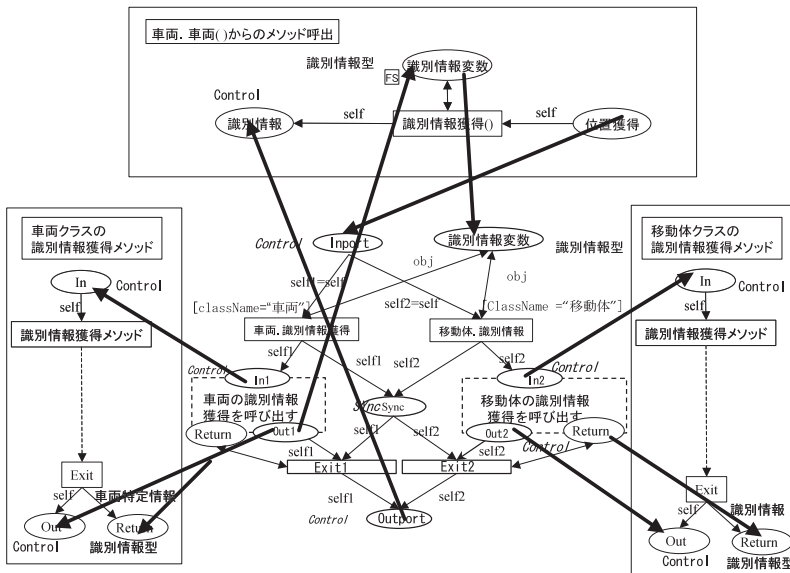 車両.車両()からのメソッド呼出
識別情報型
識別情報変数
FS
Control
識別情報
self
識別情報獲得()
self
位置獲得
車両クラスの
識別情報獲得メソッド
In
Control
self
識別情報獲得メソッド
Exit
self
車両特定情報
Out
Return
Control
識別情報型
Control
Inport
識別情報変数
識別情報型
obj
obj
self1=self
self2=self
[className="車両"]
[ClassName ="移動体"]
車両.識別情報獲得
移動体.識別情報
self1
self2
self2
Control
In1
In2
Control
車両の識別情報
獲得を呼び出す
Sync
Sync
移動体の識別情報
獲得を呼び出す
Return
Out1
Out2
Return
self1
self1
self2
self2
Control
Exit1
Exit2
self1
self2
Control
Outport
移動体クラスの
識別情報獲得メソッド
In
Control
self
識別情報獲得メソッド
Exit
self
識別情報
Out
Return
Control
識別情報型